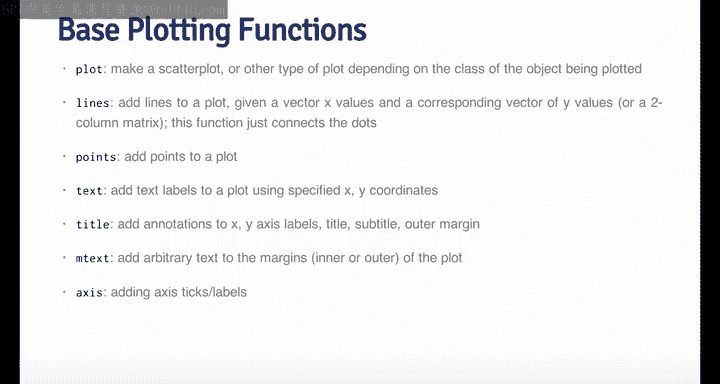 Base Plotting Functions
· plot: make a scatterplot, or other type of plot depending on the class of the object being plotted
· lines: add lines to a plot, given a vector x values and a corresponding vector of y values (or a 2-
column matrix); this function just connects the dots
· points: add points to a plot
· text: add text labels to a plot using specified x, y coordinates
· title: add annotations to x, y axis labels, title, subtitle, outer margin
· mtext: add arbitrary text to the margins (inner or outer) of the plot
· axis: adding axis ticks/labels